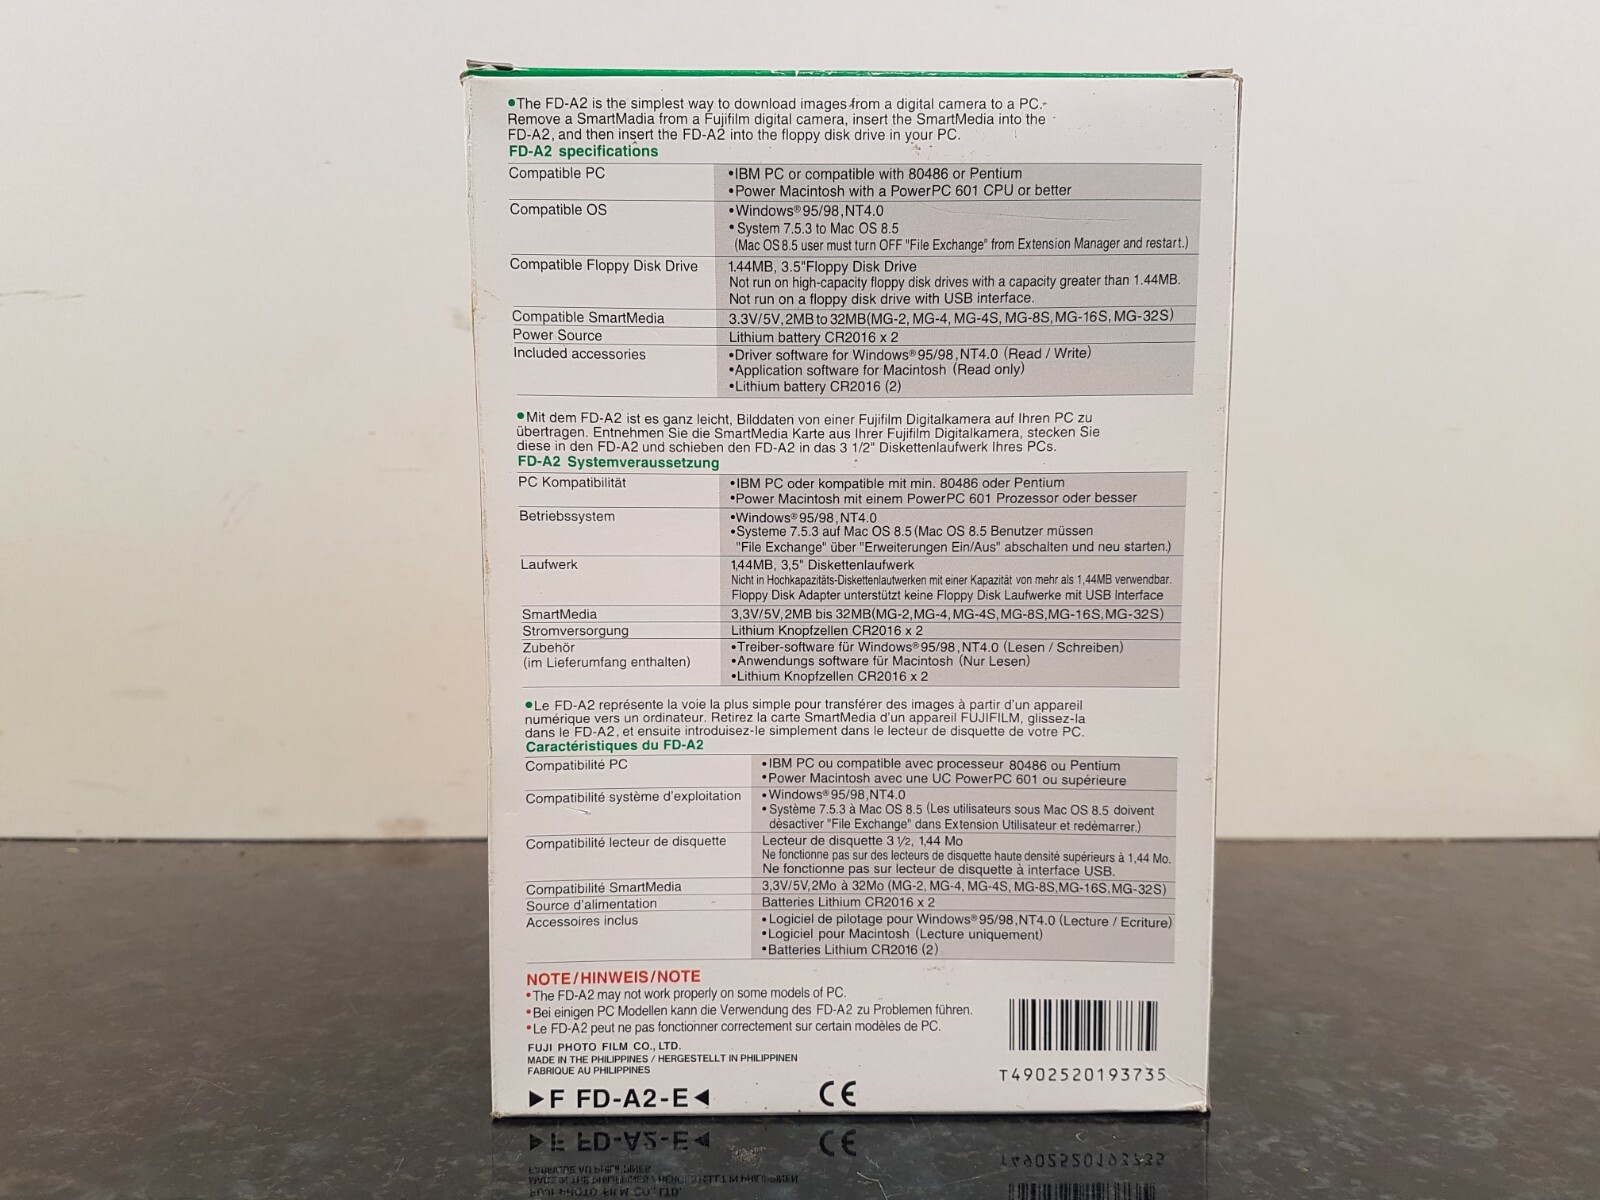 •The FD-A2 is the simplest way to download images from a digital camera to a PC.
Remove a SmartMadia from a Fujifilm digital camera, insert the SmartMedia into the
FD-A2, and then insert the FD-A2 into the floppy disk drive in your PC.
FD-A2 specifications
Compatible PC •IBM PC or compatible with 80486 or Pentium
•Power Macintosh with a PowerPC 601 CPU or better
Compatible OS •Windows®95/98,NT4.0
•System 7.5.3 to Mac OS 8.5
(Mac OS 8.5 user must turn OFF "File Exchange" from Extension Manager and restart.)
Compatible Floppy Disk Drive 1.44MB, 3.5"Floppy Disk Drive
Not run on high-capacity floppy disk drives with a capacity greater than 1.44MB.
Not run on a floppy disk drive with USB interface.
Compatible SmartMedia 3.3V/5V,2MB to 32MB(MG-2, MG-4, MG-4S, MG-8S,MG-16S, MG-32S)
Power Source Lithium battery CR2016 x 2
Included accessories •Driver software for Windows®95/98,NT4.0 (Read / Write)
•Application software for Macintosh (Read only)
•Lithium battery CR2016 (2)
•Mit dem FD-A2 ist es ganz leicht, Bilddaten von einer Fujifilm Digitalkamera auf Ihren PC zu
übertragen. Entnehmen Sie die SmartMedia Karte aus Ihrer Fujifilm Digitalkamera, stecken Sie
diese in den FD-A2 und schieben den FD-A2 in das 3 1/2" Diskettenlaufwerk Ihres PCs.
FD-A2 Systemveraussetzung
PC Kompatibilität •IBM PC oder kompatible mit min. 80486 oder Pentium
•Power Macintosh mit einem PowerPC 601 Prozessor oder besser
Betriebssystem •Windows®95/98,NT4.0
•Systeme 7.5.3 auf Mac OS 8.5(Mac OS 8.5 Benutzer müssen
"File Exchange" über "Erweiterungen Ein/Aus" abschalten und neu starten.)
Laufwerk 1,44MB, 3,5" Diskettenlaufwerk
Nicht in Hochkapazitäts-Diskettenlaufwerken mit einer Kapazität von mehr als 1,44MB verwendbar.
Floppy Disk Adapter unterstützt keine Floppy Disk Laufwerke mit USB Interface
SmartMedia 3,3V/5V,2MB bis 32MB(MG-2,MG-4,MG-4S,MG-8S,MG-16S,MG-32S)
Stromversorgung Lithium Knopfzellen CR2016 x 2
Zubehör •Treiber-software für Windows®95/98,NT4.0 (Lesen / Schreiben)
(im Lieferumfang enthalten) •Anwendungs software für Macintosh (Nur Lesen)
•Lithium Knopfzellen CR2016 x 2
•Le FD-A2 représente la voie la plus simple pour transférer des images à partir d'un appareil
numérique vers un ordinateur. Retirez la carte SmartMedia d'un appareil FUJIFILM, glissez-la
dans le FD-A2, et ensuite introduisez-le simplement dans le lecteur de disquette de votre PC.
Caractéristiques du FD-A2
Compatibilité PC •IBM PC ou compatible avec processeur 80486 ou Pentium
•Power Macintosh avec une UC PowerPC 601 ou supérieure
Compatibilité système d'exploitation •Windows®95/98,NT4.0
•Système 7.5.3 à Mac OS 8.5 (Les utilisateurs sous Mac OS 8.5 doivent
dèsactiver "File Exchange" dans Extension Utilisateur et redèmarrer.)
Compatibilité lecteur de disquette Lecteur de disquette 3 1/2, 1,44 Mo
Ne fonctionne pas sur des lecteurs de disquette haute densité supérieurs à 1,44 Mo.
Ne fonctionne pas sur lecteur de disquette à interface USB.
Compatibilité SmartMedia 3,3V/5V,2Mo à 32Mo (MG-2, MG-4, MG-4S, MG-8S,MG-16S,MG-32S)
Source d'alimentation Batteries Lithium CR2016 x 2
Accessoires inclus •Logiciel de pilotage pour Windows®95/98,NT4.0 (Lecture / Ecriture)
•Logiciel pour Macintosh (Lecture uniquement)
•Batteries Lithium CR2016 (2)
NOTE/HINWEIS/NOTE
•The FD-A2 may not work properly on some models of PC.
•Bei einigen PC Modellen kann die Verwendung des FD-A2 zu Problemen führen.
•Le FD-A2 peut ne pas fonctionner correctement sur certain modèles de PC.
FUJI PHOTO FILM CO., LTD.
MADE IN THE PHILIPPINES / HERGESTELLT IN PHILIPPINEN
FABRIQUE AU PHILIPPINES
▶F FD-A2-E◀
CE
T4902520193735